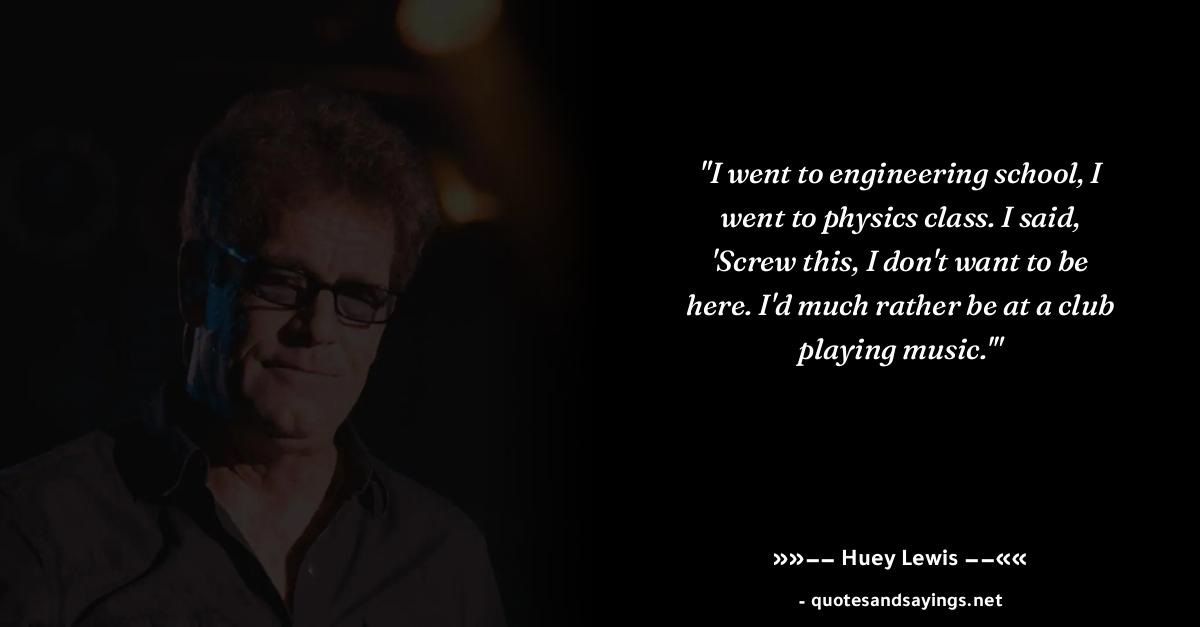 "I went to engineering school, I
went to physics class. I said,
'Screw this, I don't want to be
here. I'd much rather be at a club
playing music.'"
»»–– Huey Lewis ––««
- quotesandsayings.net